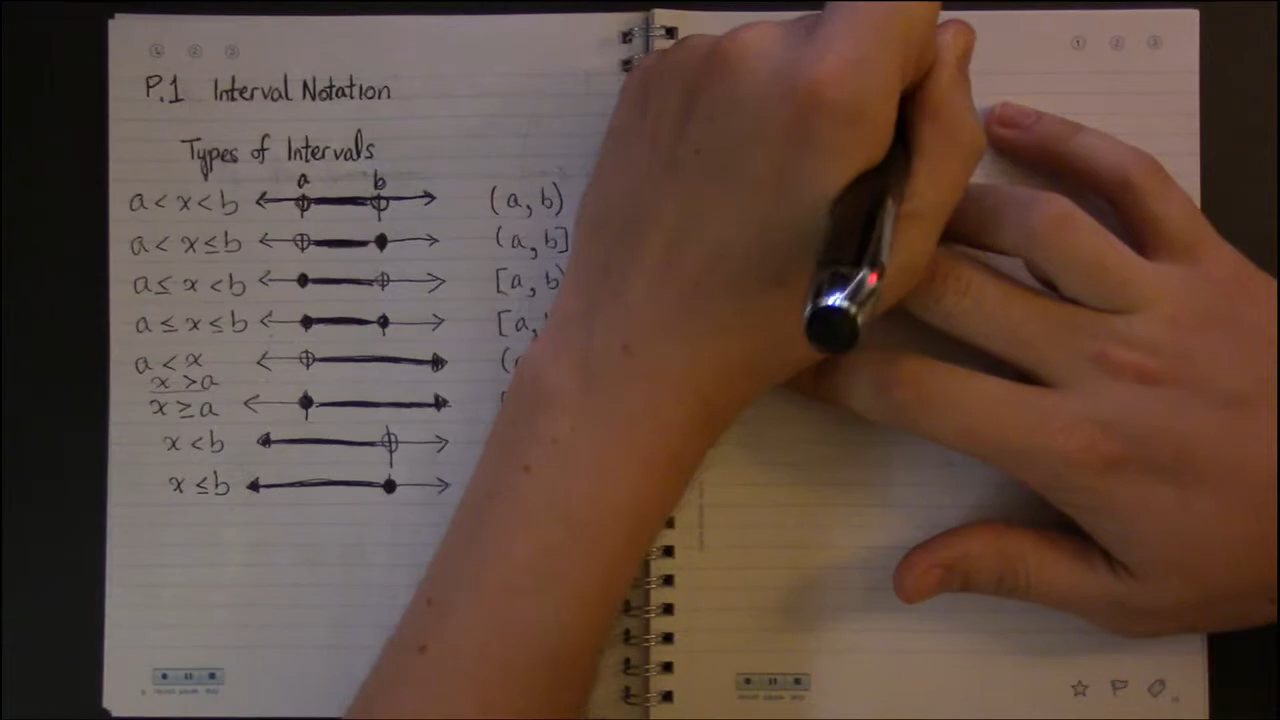 P.1 Interval Notation
Types of Intervals
a b
a < x < b (a, b)
a < x ≤ b (a, b]
a ≤ x < b [a, b)
a ≤ x ≤ b [a,
a < x (
x > a
x ≥ a
x < b
x ≤ b